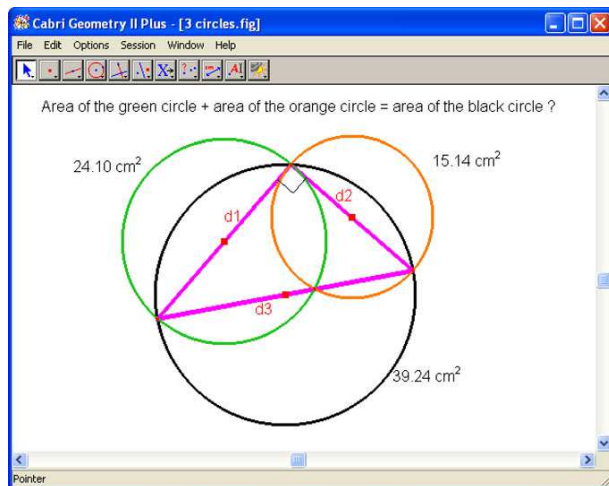 Cabri Geometry II Plus - [3 circles.fig]
File Edit Options Session Window Help
Area of the green circle + area of the orange circle = area of the black circle ?
24.10 cm²
15.14 cm²
d1
d2
d3
39.24 cm²
Pointer